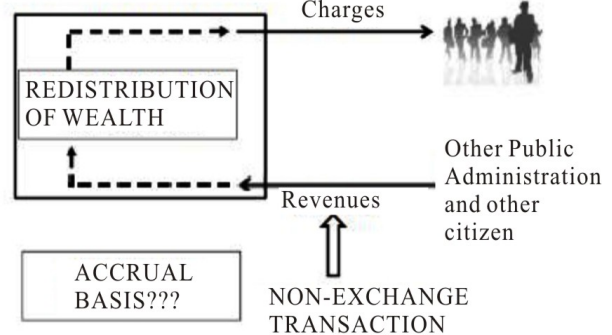 Charges
REDISTRIBUTION
OF WEALTH
Other Public
Administration
and other
citizen
Revenues
ACCRUAL
BASIS???
NON-EXCHANGE
TRANSACTION